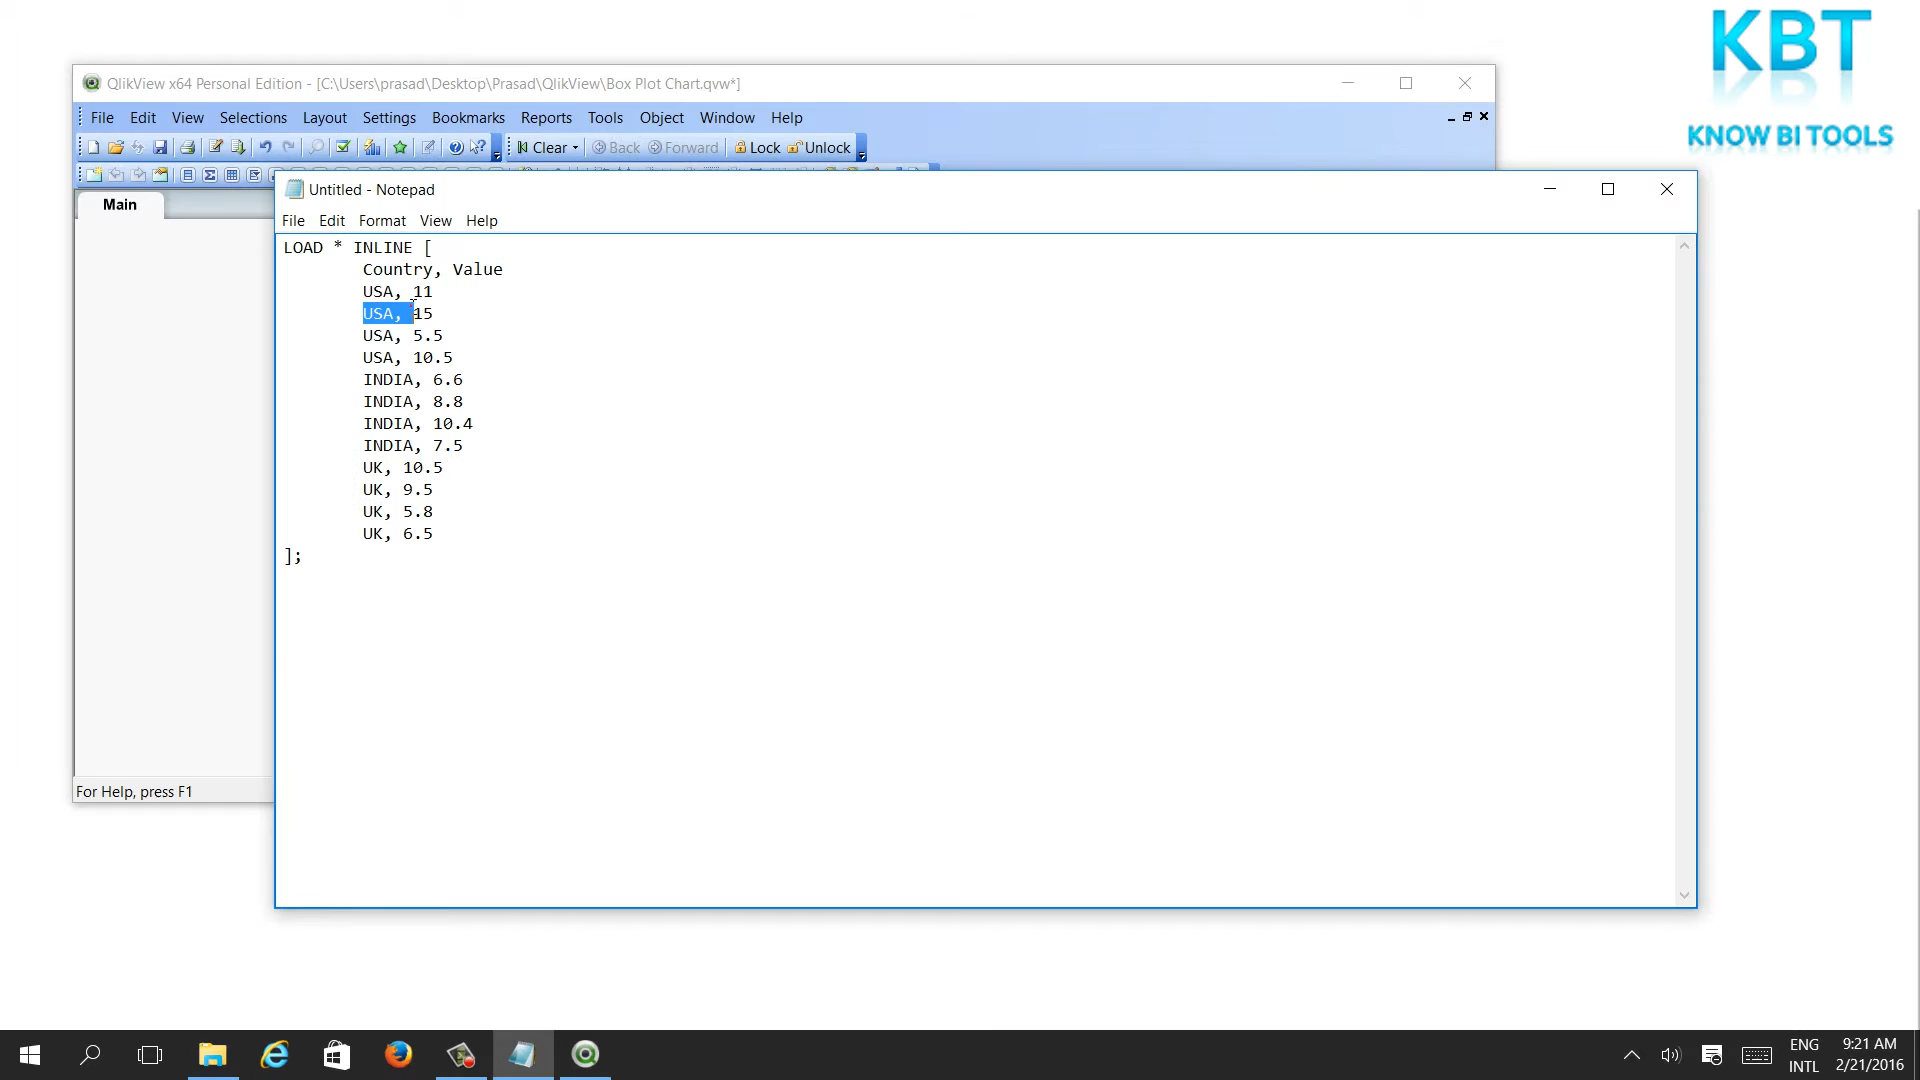 KBT
KNOW BI TOOLS
QlikView x64 Personal Edition - [C:\Users\prasad\Desktop\Prasad\QlikView\Box Plot Chart.qvw*]
File Edit View Selections Layout Settings Bookmarks Reports Tools Object Window Help
Clear Back Forward Lock Unlock
Main
Untitled - Notepad
File Edit Format View Help
LOAD * INLINE [
Country, Value
USA, 11
USA, 15
USA, 5.5
USA, 10.5
INDIA, 6.6
INDIA, 8.8
INDIA, 10.4
INDIA, 7.5
UK, 10.5
UK, 9.5
UK, 5.8
UK, 6.5
];
For Help, press F1
ENG
INTL
9:21 AM
2/21/2016